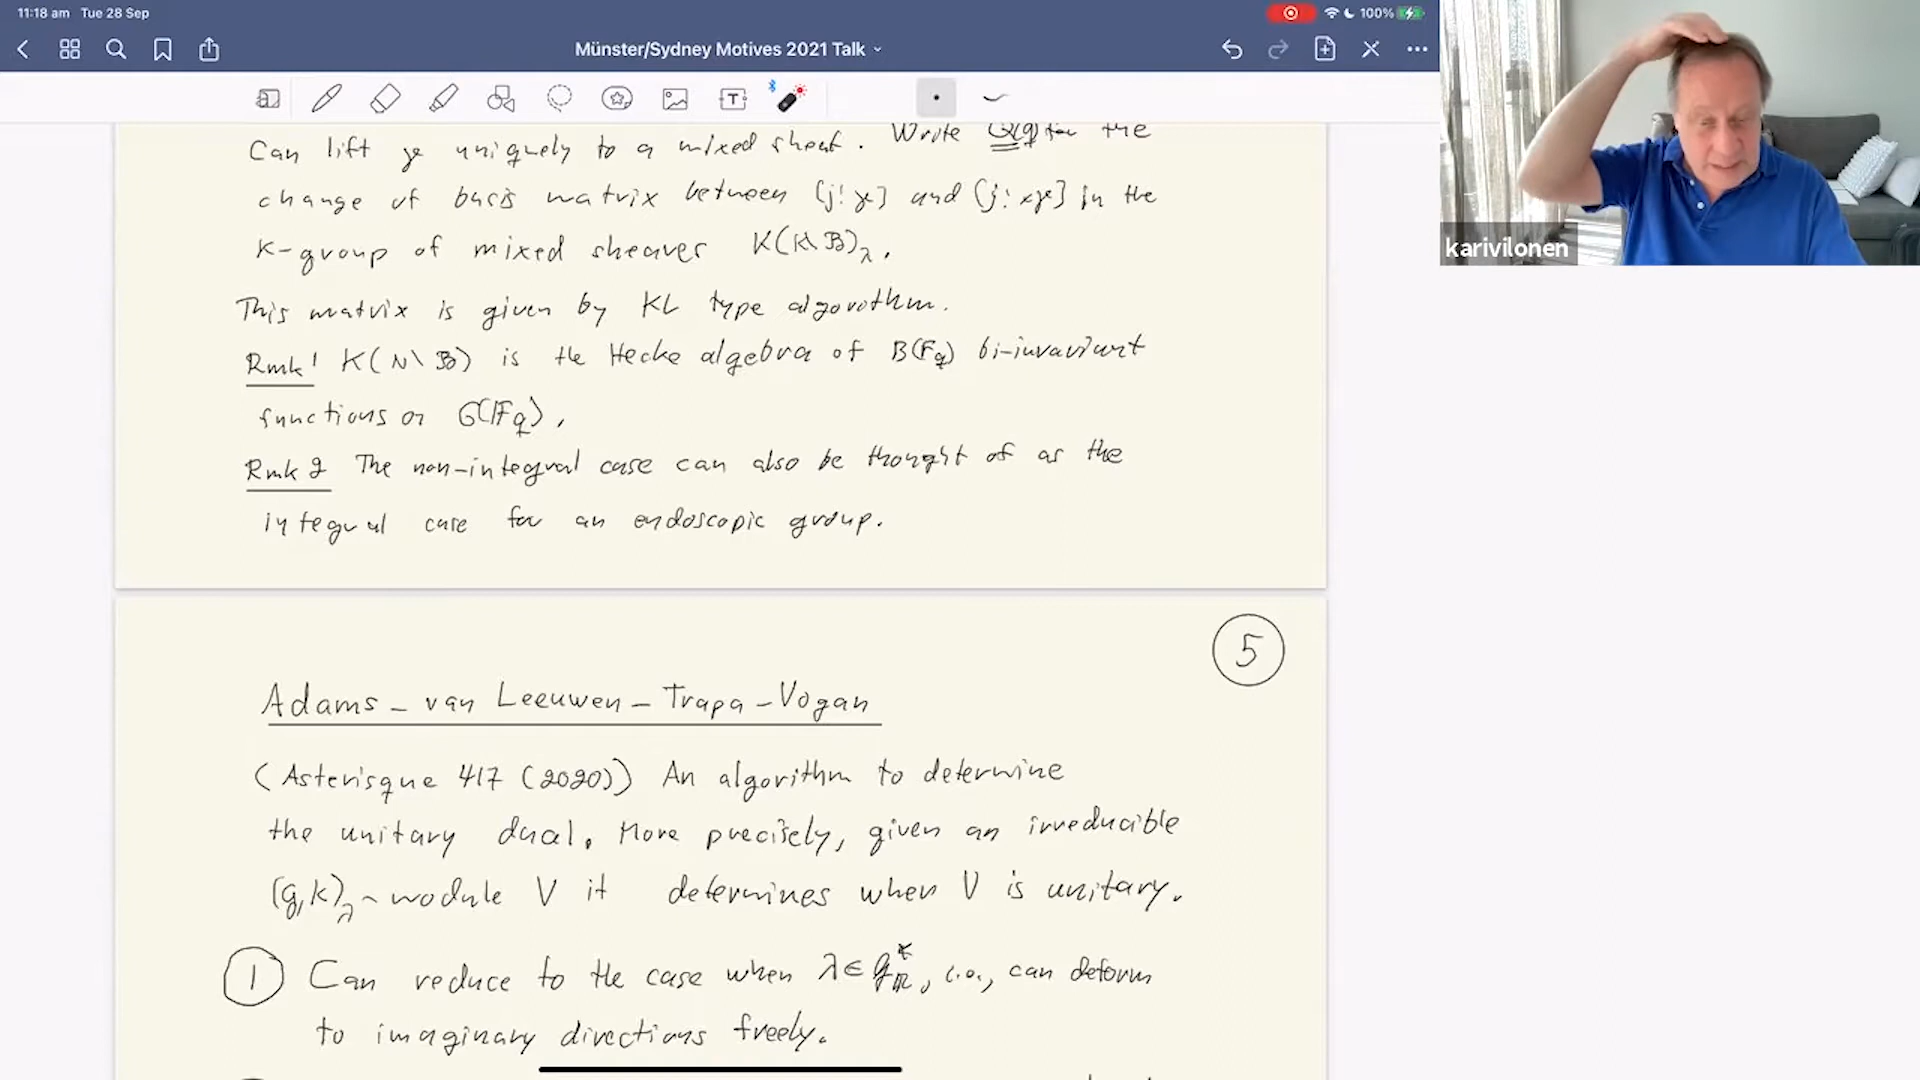 11:18 am Tue 28 Sep
100%
Münster/Sydney Motives 2021 Talk
karivilonen
Can lift γ uniquely to a mixed sheaf. Write Q(q) for the
change of basis matrix between [j!γ] and [j!*γ] in the
K-group of mixed sheaves K(K\B)λ.
This matrix is given by KL type algorothm.
Rmk 1 K(N\B) is the Hecke algebra of B(Fq) bi-invariant
functions on G(Fq).
Rmk 2 The non-integral case can also be thought of as the
integral case for an endoscopic group.
5
Adams - van Leeuwen - Trapa - Vogan
(Asterisque 417 (2020)) An algorithm to determine
the unitary dual. More precisely, given an irreducible
(g,K)λ - module V it determines when V is unitary.
1 Can reduce to the case when λ∈ *ℝ, i.e., can deform
to imaginary directions freely.